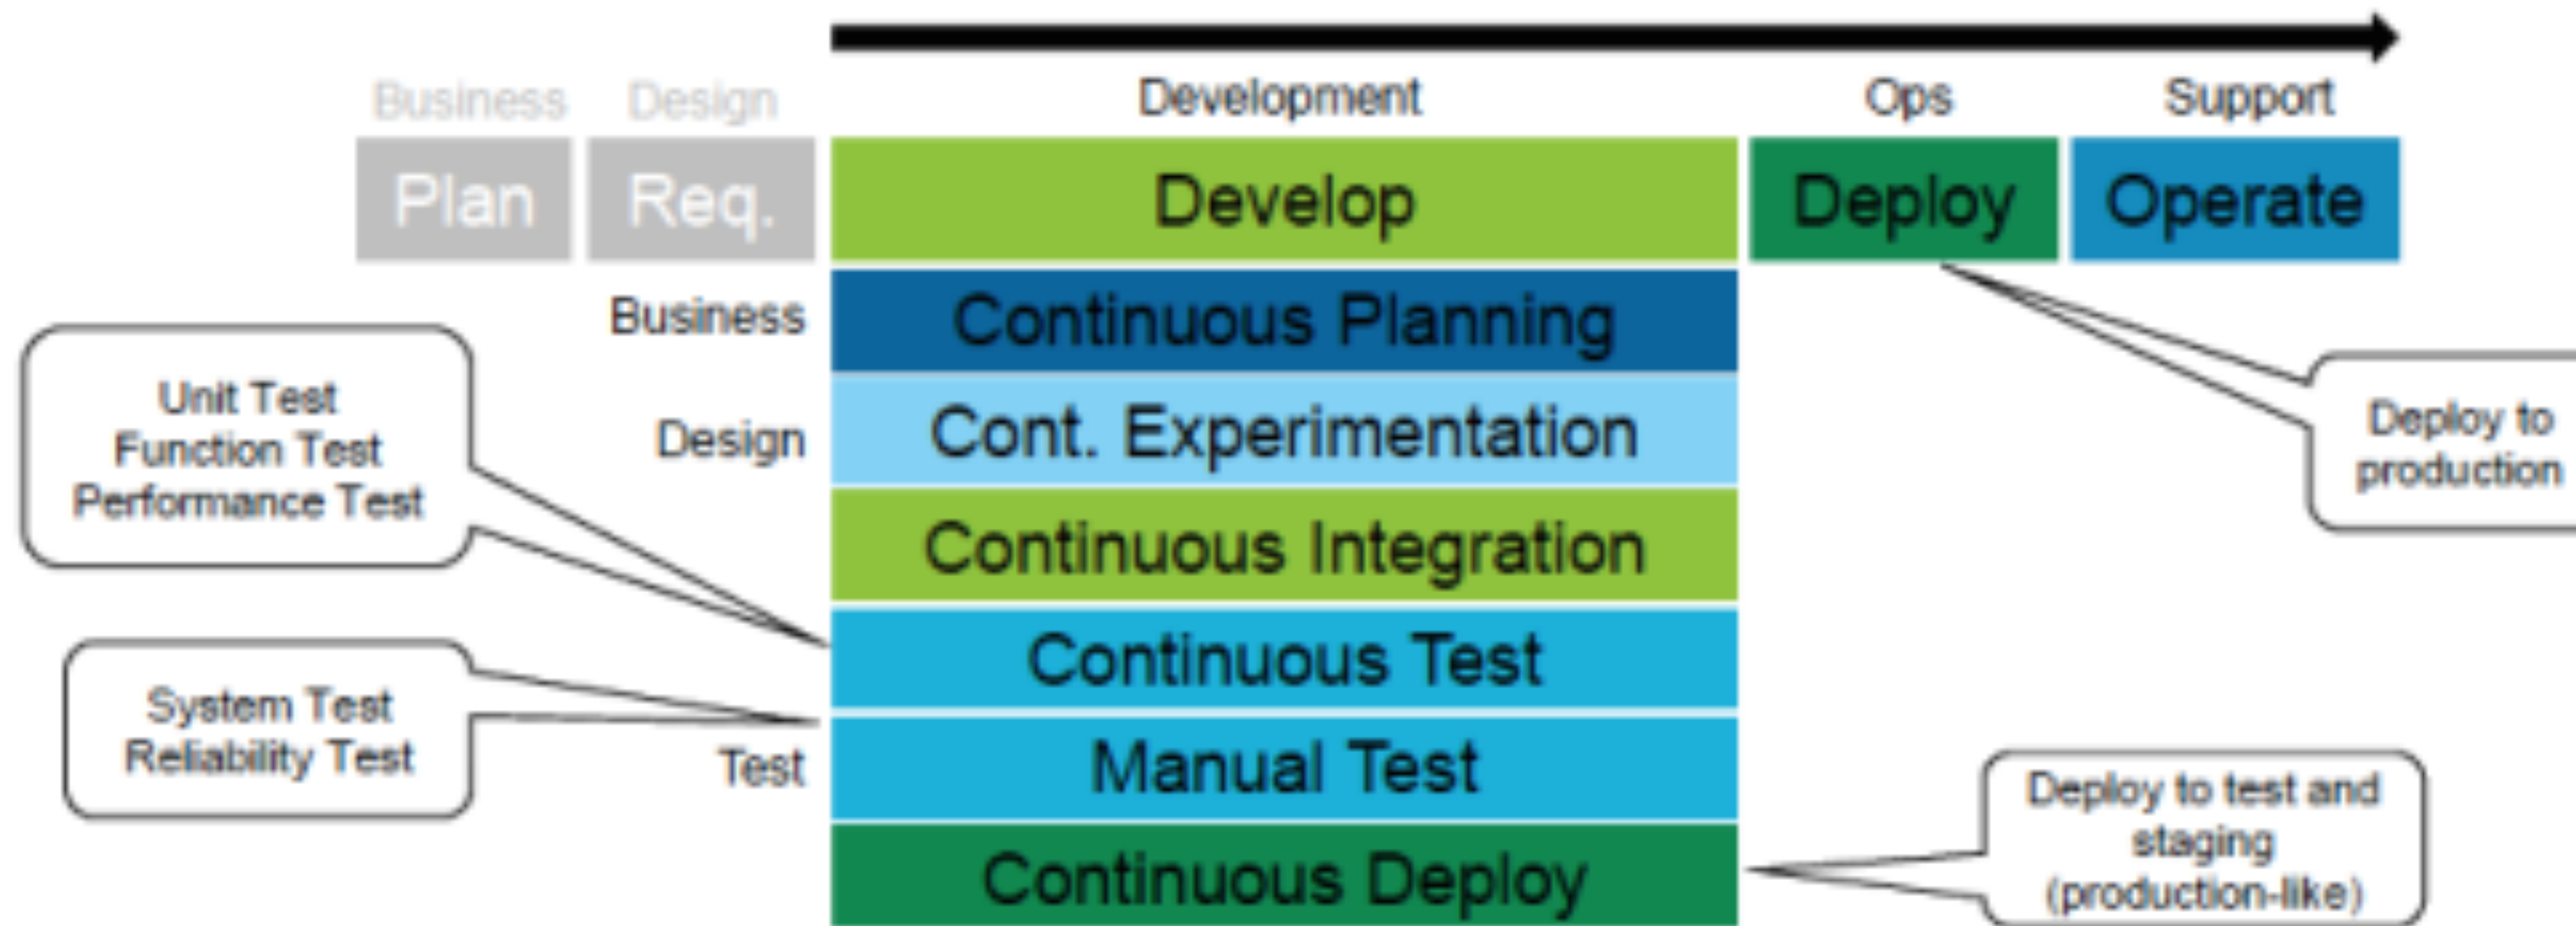 Business Design Development Ops Support
Plan Req. Develop Deploy Operate
Business Continuous Planning
Design Cont. Experimentation
Continuous Integration
Continuous Test
Test Manual Test
Continuous Deploy
Unit Test
Function Test
Performance Test
System Test
Reliability Test
Deploy to
production
Deploy to test and
staging
(production-like)